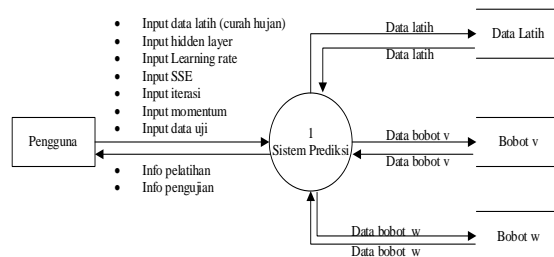 • Input data latih (curah hujan)
• Input hidden layer
• Input Learning rate
• Input SSE
• Input iterasi
• Input momentum
• Input data uji
Pengguna
• Info pelatihan
• Info pengujian
1
Sistem Prediksi
Data latih
Data latih
Data Latih
Data bobot v
Data bobot v
Bobot v
Data bobot w
Data bobot w
Bobot w